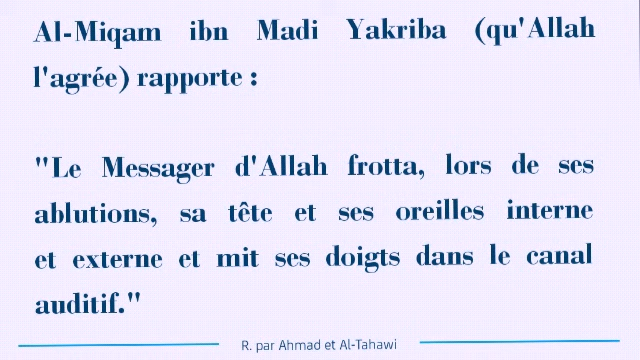 Al-Miqam ibn Madi Yakriba (qu'Allah
l'agrée) rapporte :
"Le Messager d'Allah frotta, lors de ses
ablutions, sa tête et ses oreilles interne
et externe et mit ses doigts dans le canal
auditif."
R. par Ahmad et Al-Tahawi